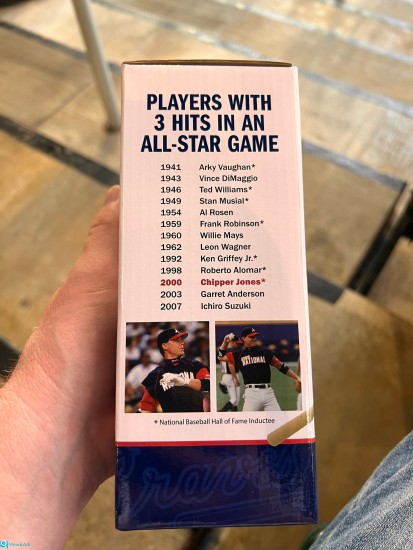 PLAYERS WITH
3 HITS IN AN
ALL-STAR GAME
1941 Arky Vaughan*
1943 Vince DiMaggio
1946 Ted Williams*
1949 Stan Musial*
1954 Al Rosen
1959 Frank Robinson*
1960 Willie Mays
1962 Leon Wagner
1992 Ken Griffey Jr.*
1998 Roberto Alomar*
2000 Chipper Jones*
2003 Garret Anderson
2007 Ichiro Suzuki
NATIONAL
* National Baseball Hall of Fame Inductee